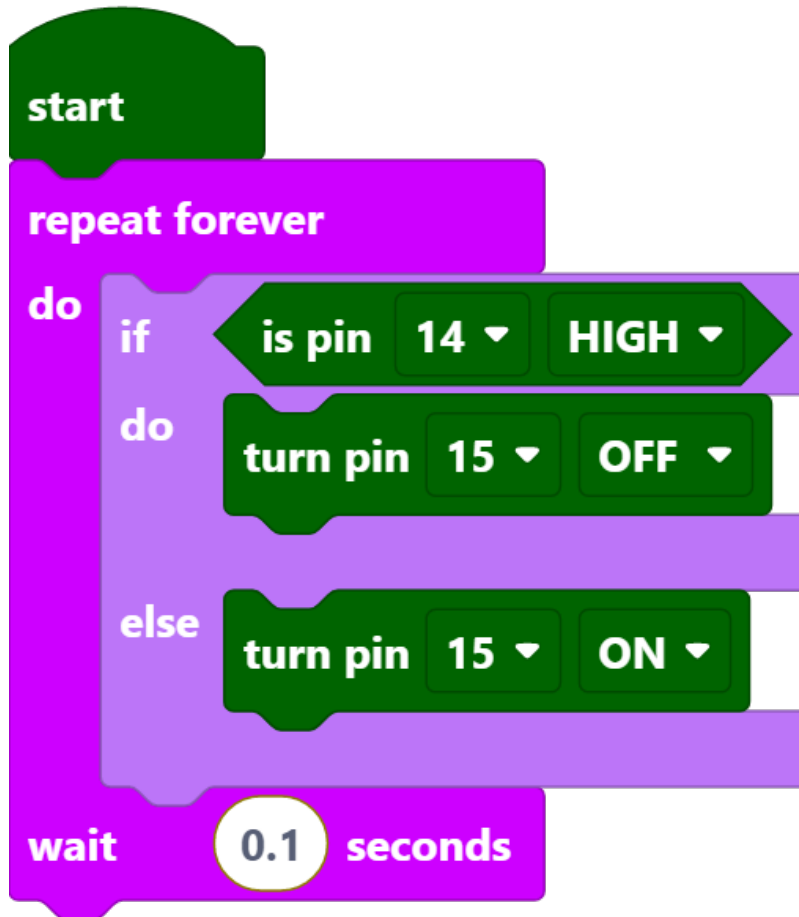 start
repeat forever
do
if is pin 14 HIGH
do
turn pin 15 OFF
else
turn pin 15 ON
wait 0.1 seconds